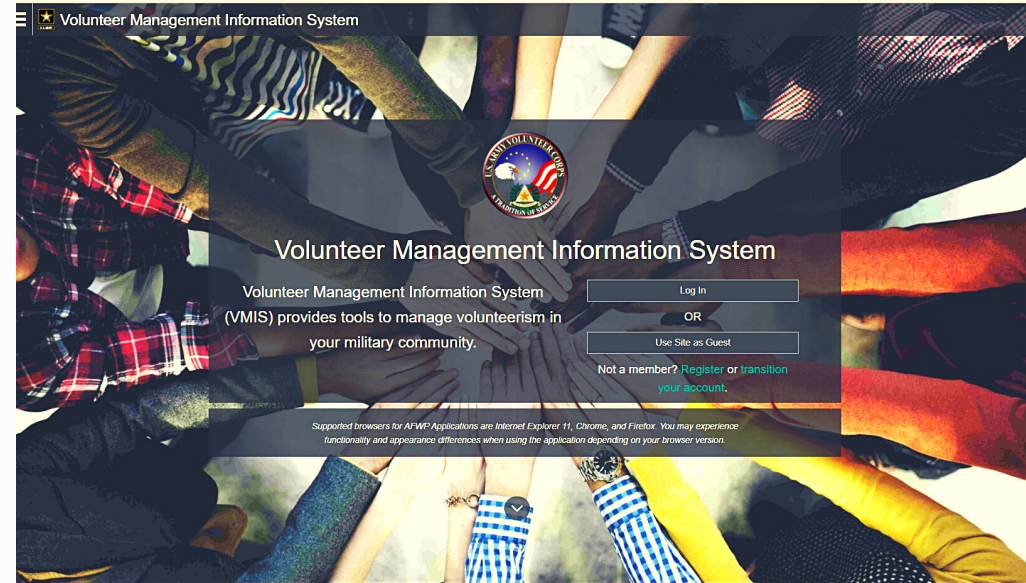 Volunteer Management Information System
U.S. ARMY VOLUNTEER CORPS
A TRADITION OF SERVICE
Volunteer Management Information System
Volunteer Management Information System
(VMIS) provides tools to manage volunteerism in
your military community.
Log In
OR
Use Site as Guest
Not a member? Register or transition
your account.
Supported browsers for AFWP Applications are Internet Explorer 11, Chrome, and Firefox. You may experience
functionality and appearance differences when using the application depending on your browser version.